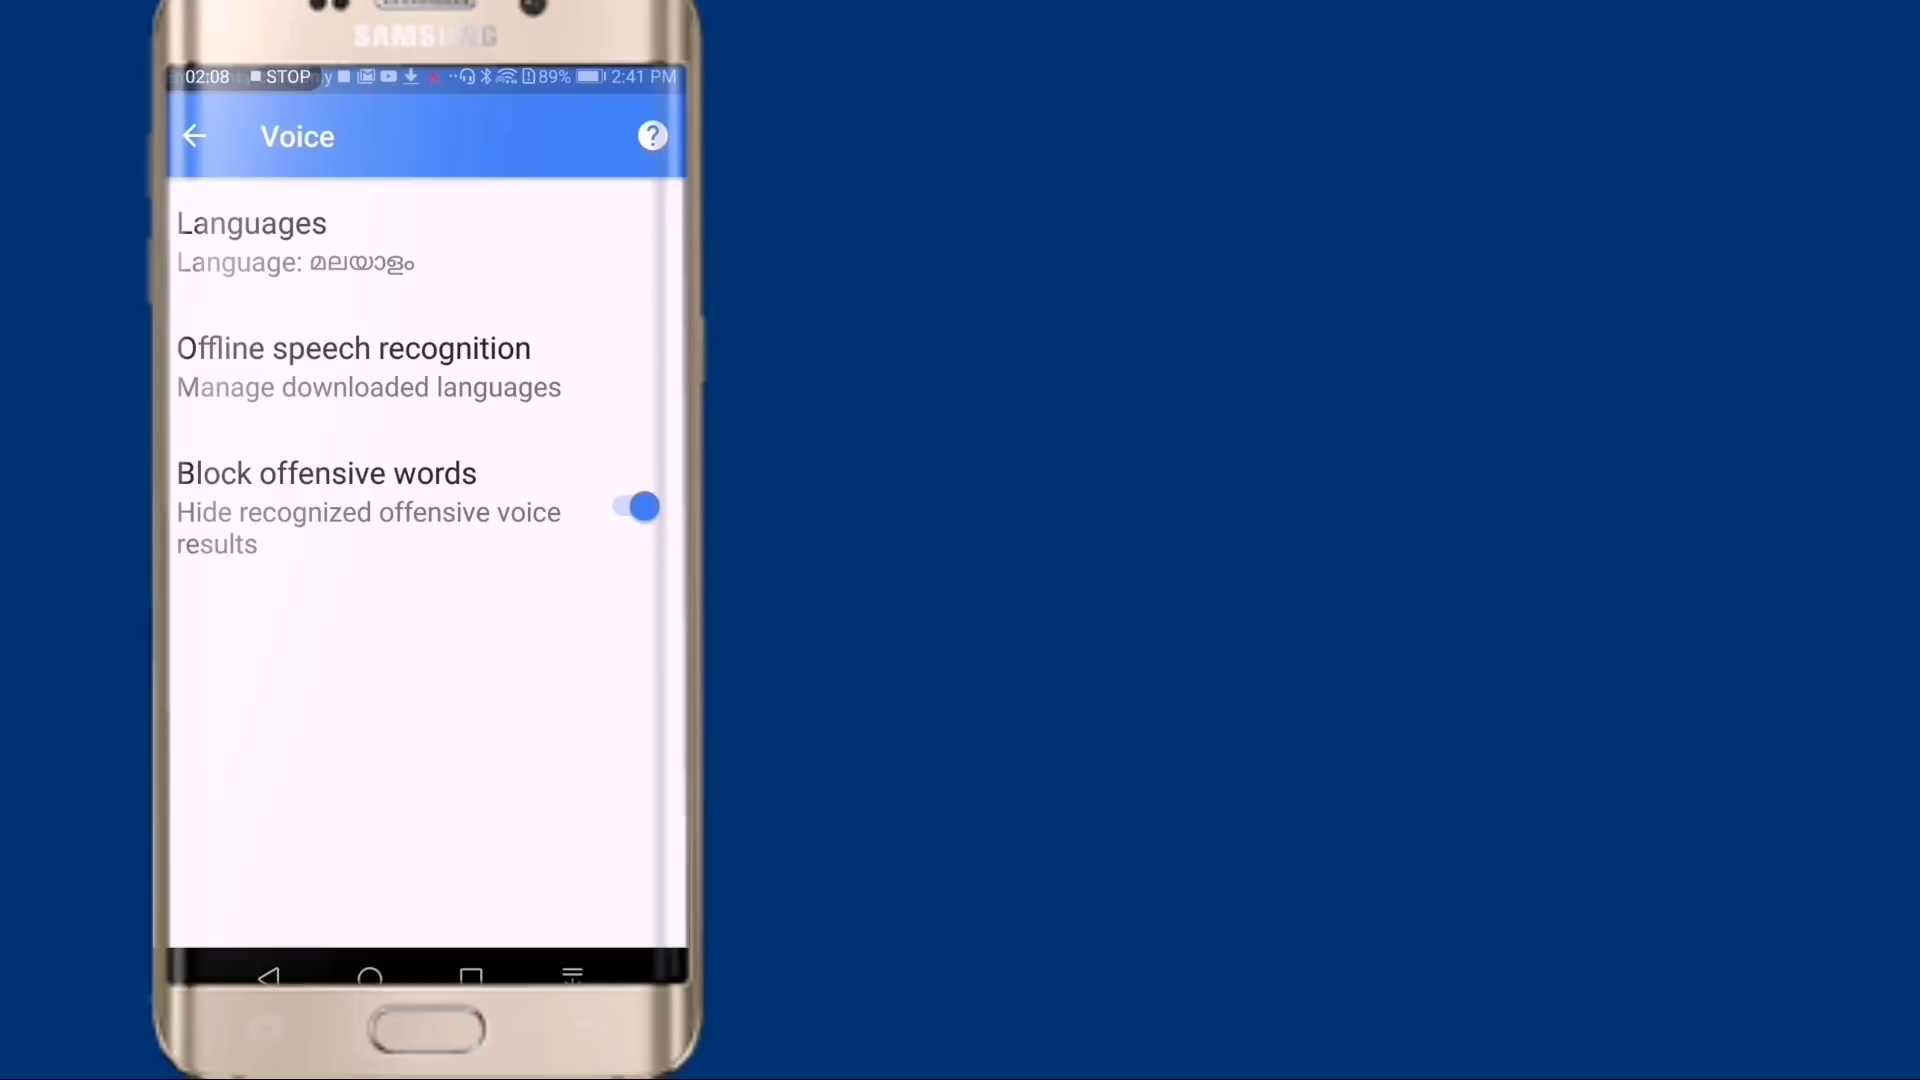 SAMSUNG
02:08 STOP y 89% 2:41 PM
Voice
Languages
Language: മലയാളം
Offline speech recognition
Manage downloaded languages
Block offensive words
Hide recognized offensive voice
results